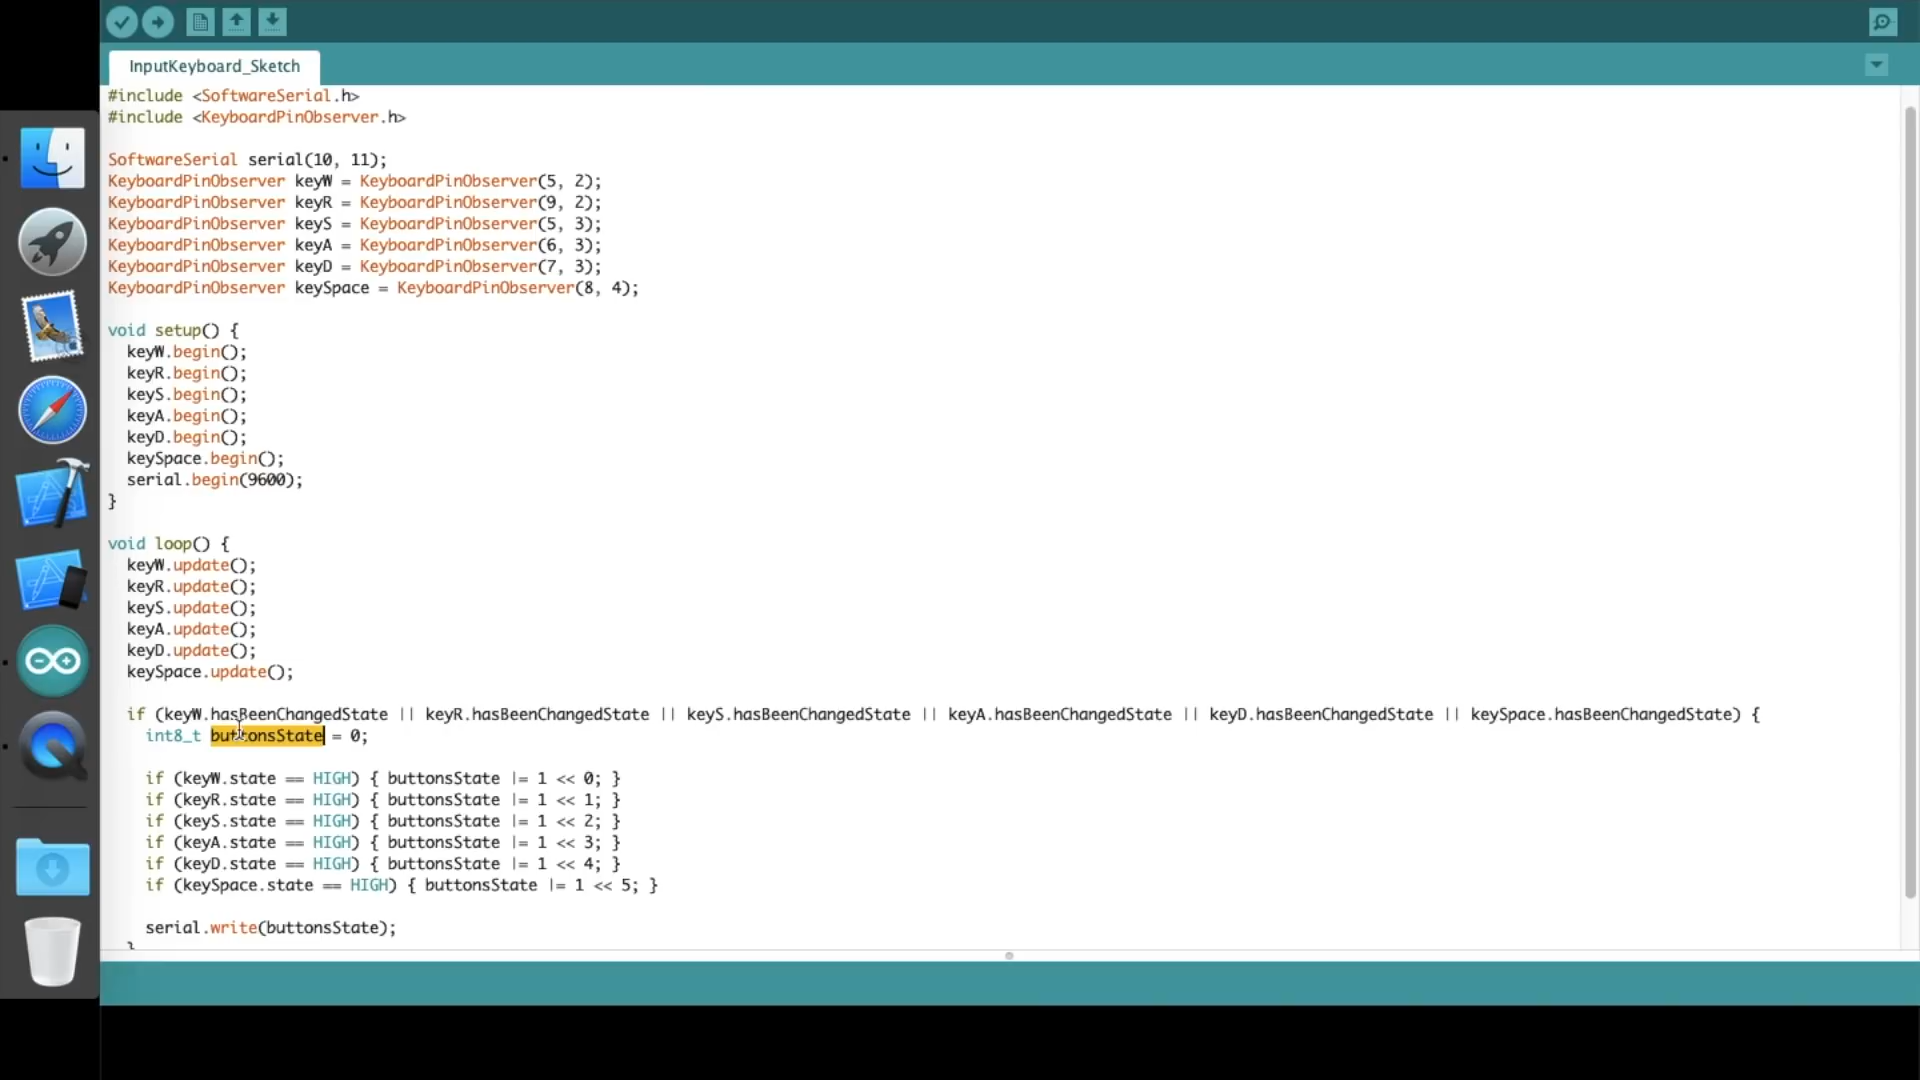 InputKeyboard_Sketch
#include <SoftwareSerial.h>
#include <KeyboardPinObserver.h>
SoftwareSerial serial(10, 11);
KeyboardPinObserver keyW = KeyboardPinObserver(5, 2);
KeyboardPinObserver keyR = KeyboardPinObserver(9, 2);
KeyboardPinObserver keyS = KeyboardPinObserver(5, 3);
KeyboardPinObserver keyA = KeyboardPinObserver(6, 3);
KeyboardPinObserver keyD = KeyboardPinObserver(7, 3);
KeyboardPinObserver keySpace = KeyboardPinObserver(8, 4);
void setup() {
keyW.begin();
keyR.begin();
keyS.begin();
keyA.begin();
keyD.begin();
keySpace.begin();
serial.begin(9600);
}
void loop() {
keyW.update();
keyR.update();
keyS.update();
keyA.update();
keyD.update();
keySpace.update();
if (keyW.hasBeenChangedState || keyR.hasBeenChangedState || keyS.hasBeenChangedState || keyA.hasBeenChangedState || keyD.hasBeenChangedState || keySpace.hasBeenChangedState) {
int8_t buttonsState = 0;
if (keyW.state == HIGH) { buttonsState |= 1 << 0; }
if (keyR.state == HIGH) { buttonsState |= 1 << 1; }
if (keyS.state == HIGH) { buttonsState |= 1 << 2; }
if (keyA.state == HIGH) { buttonsState |= 1 << 3; }
if (keyD.state == HIGH) { buttonsState |= 1 << 4; }
if (keySpace.state == HIGH) { buttonsState |= 1 << 5; }
serial.write(buttonsState);
}